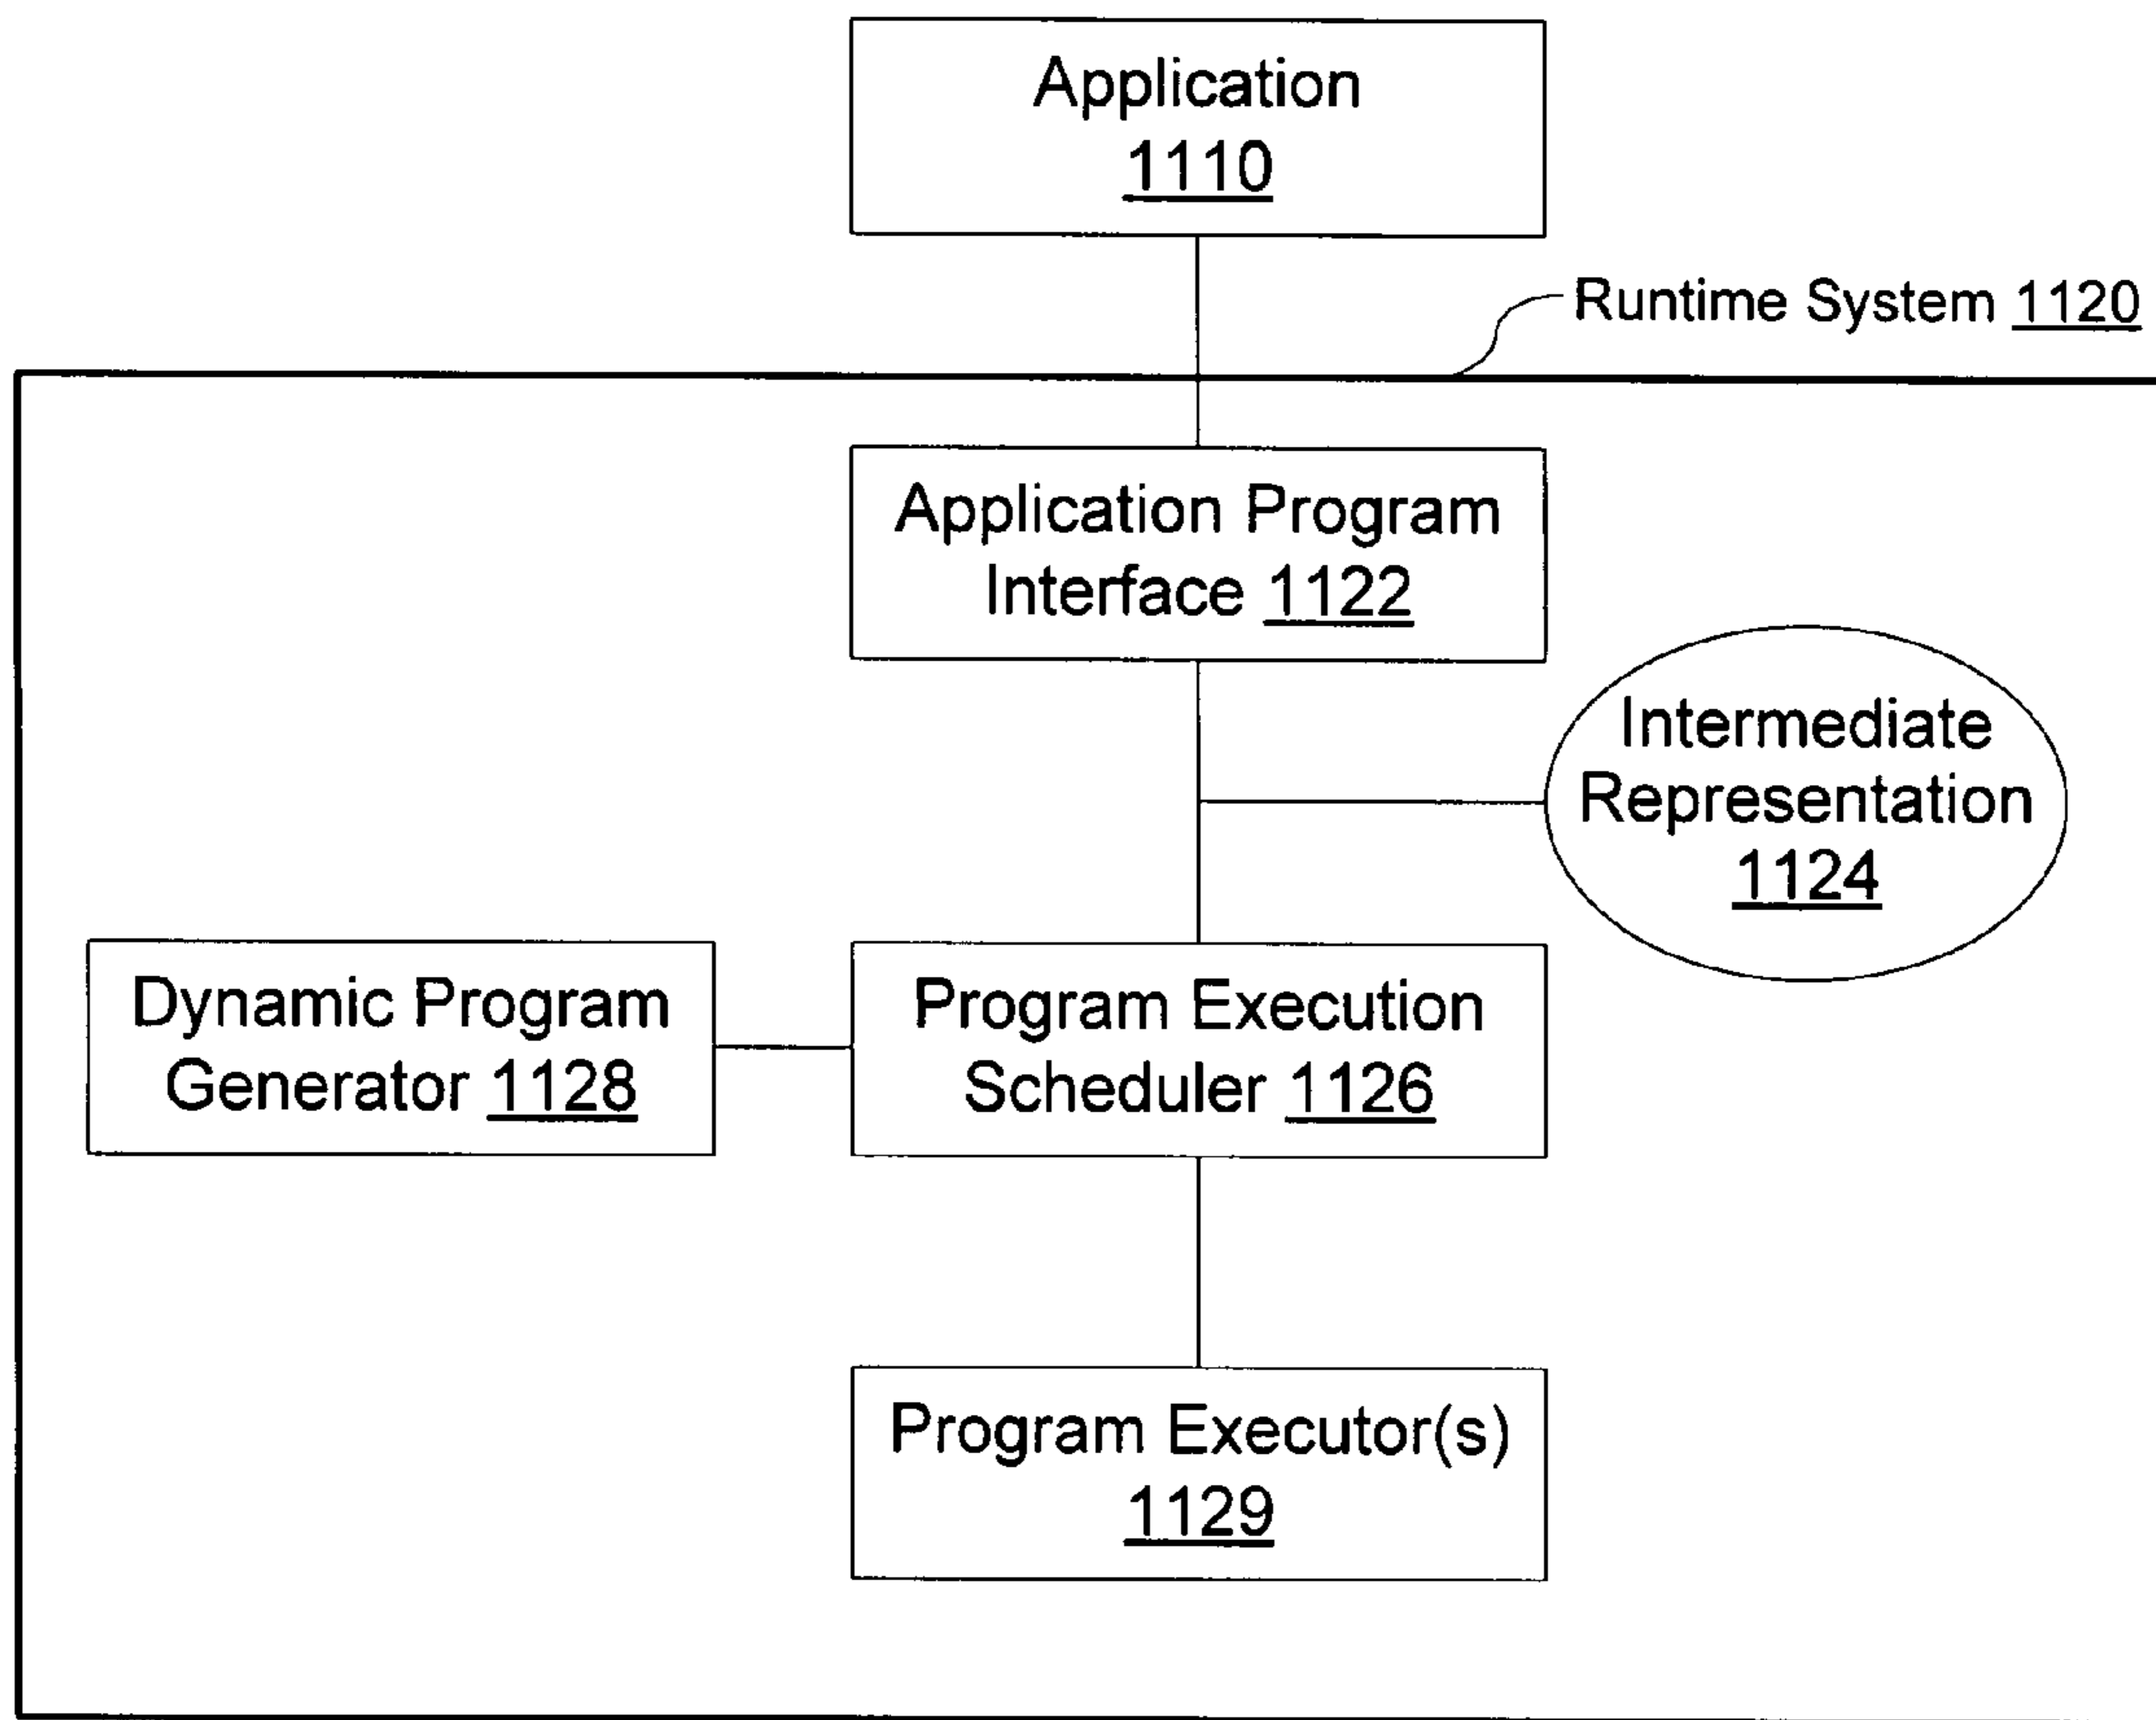 Application
1110
Runtime System 1120
Application Program
Interface 1122
Intermediate
Representation
1124
Dynamic Program
Generator 1128
Program Execution
Scheduler 1126
Program Executor(s)
1129